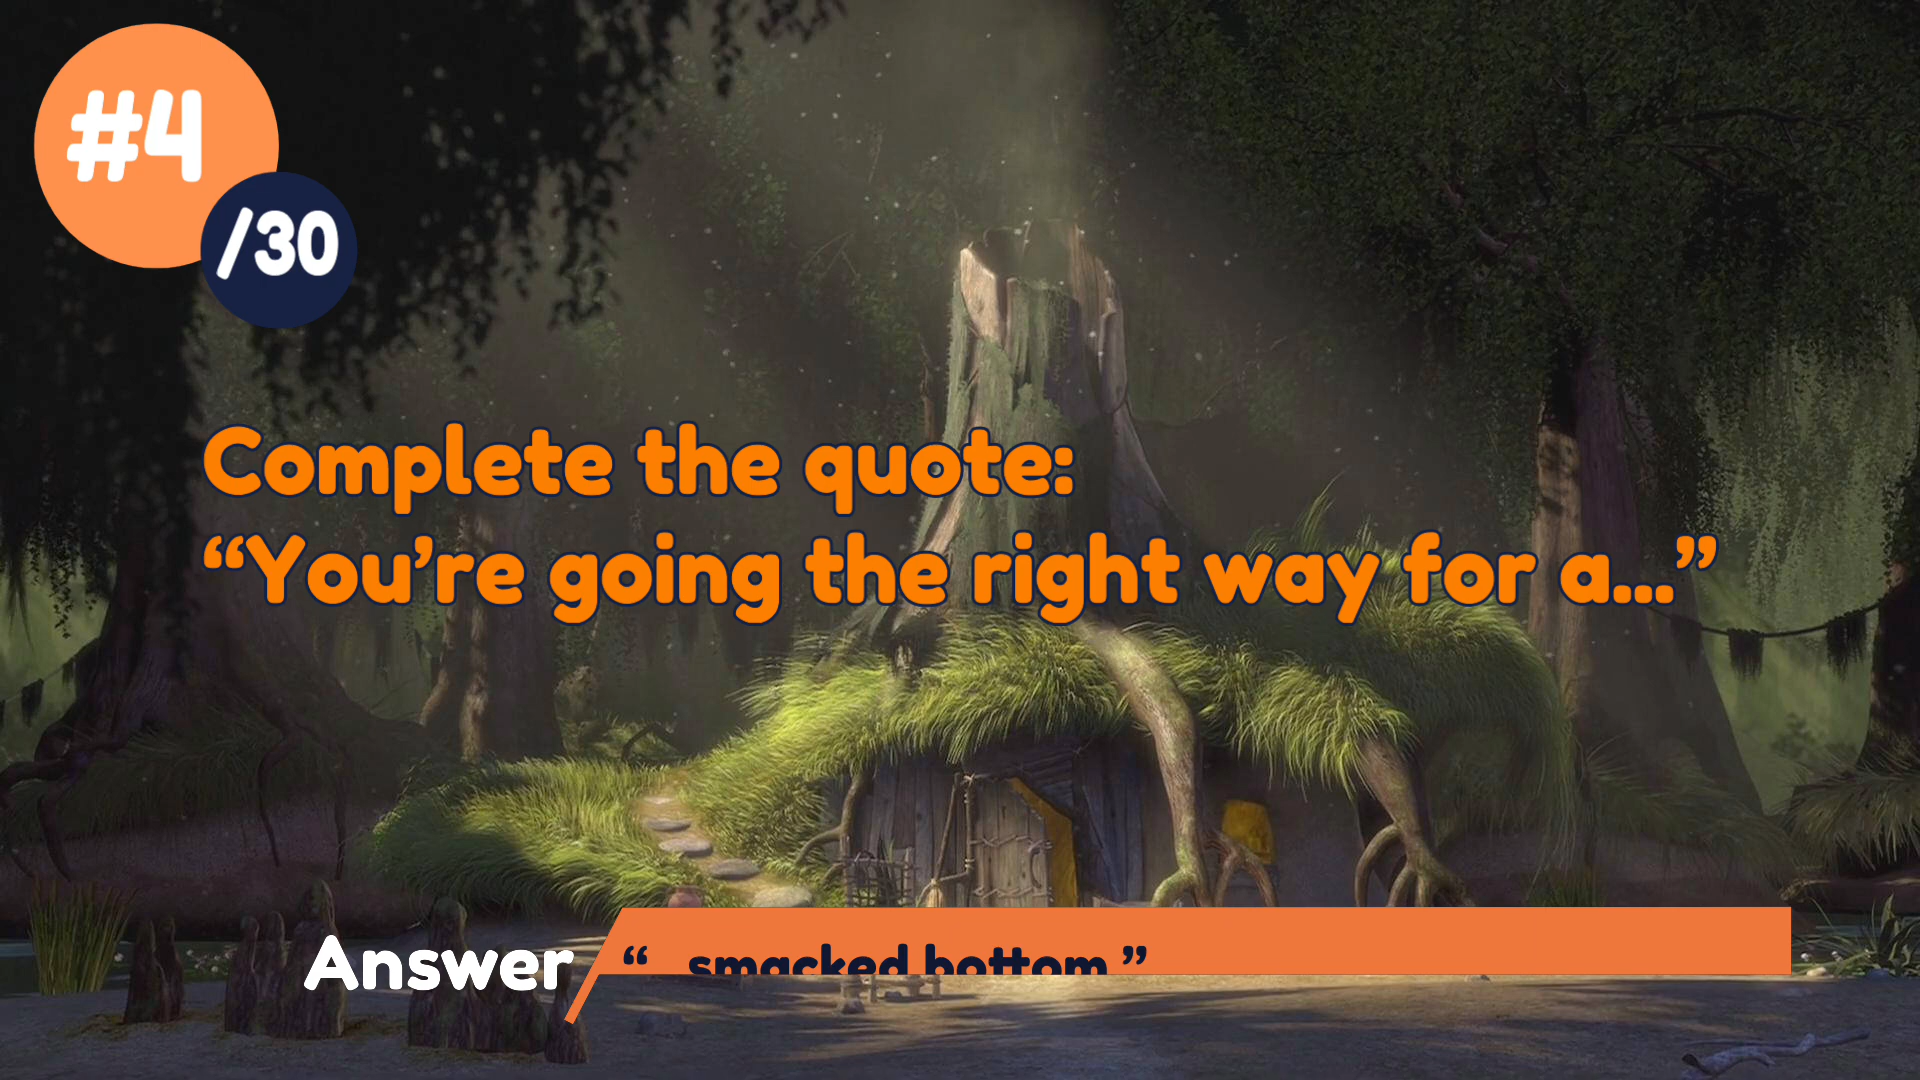 #4
/30
Complete the quote:
“You’re going the right way for a...”
Answer
“ smacked bottom ”